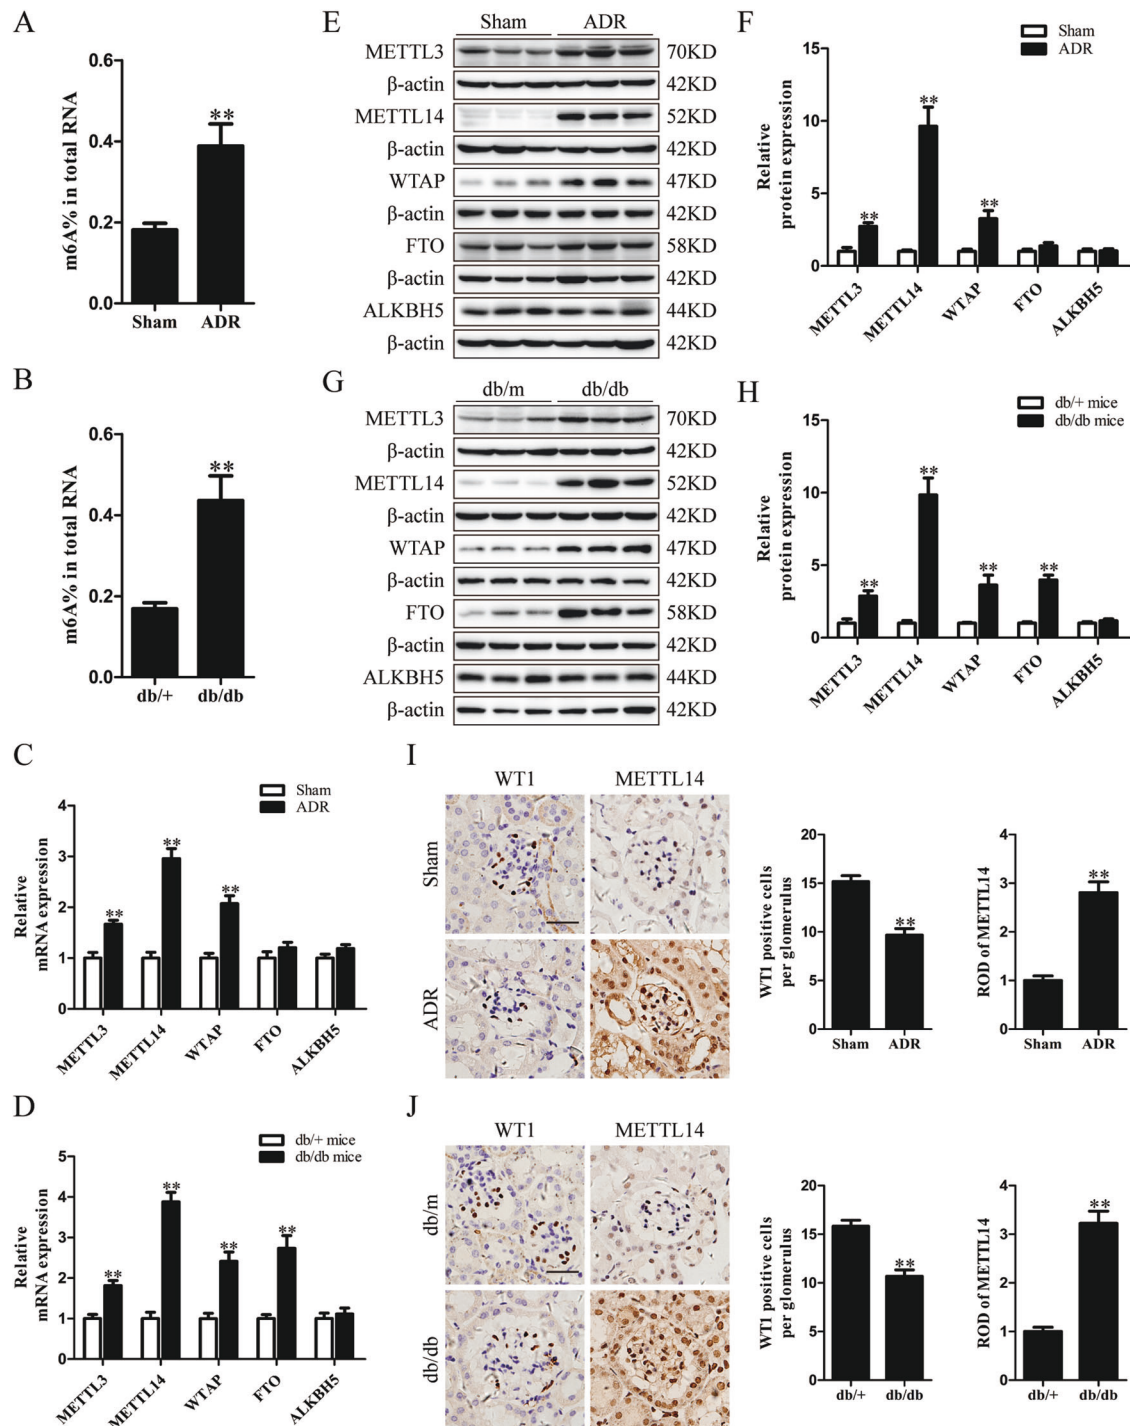 A
m6A% in total RNA
0.6
0.4
0.2
0.0
**
Sham ADR
B
m6A% in total RNA
0.6
0.4
0.2
0.0
**
db/+ db/db
C
Sham
ADR
Relative
mRNA expression
4
3
2
1
0
** ** **
METTL3 METTL14 WTAP FTO ALKBH5
D
db/+ mice
db/db mice
Relative
mRNA expression
5
4
3
2
1
0
** ** ** **
METTL3 METTL14 WTAP FTO ALKBH5
E
Sham ADR
METTL3 70KD
β-actin 42KD
METTL14 52KD
β-actin 42KD
WTAP 47KD
β-actin 42KD
FTO 58KD
β-actin 42KD
ALKBH5 44KD
β-actin 42KD
F
Sham
ADR
Relative
protein expression
15
10
5
0
** ** **
METTL3 METTL14 WTAP FTO ALKBH5
G
db/m db/db
METTL3 70KD
β-actin 42KD
METTL14 52KD
β-actin 42KD
WTAP 47KD
β-actin 42KD
FTO 58KD
β-actin 42KD
ALKBH5 44KD
β-actin 42KD
H
db/+ mice
db/db mice
Relative
protein expression
15
10
5
0
** ** ** **
METTL3 METTL14 WTAP FTO ALKBH5
I
WT1 METTL14
Sham
ADR
WT1 positive cells
per glomerulus
20
15
10
5
0
**
Sham ADR
ROD of METTL14
4
3
2
1
0
**
Sham ADR
J
WT1 METTL14
db/m
db/db
WT1 positive cells
per glomerulus
20
15
10
5
0
**
db/+ db/db
ROD of METTL14
4
3
2
1
0
**
db/+ db/db